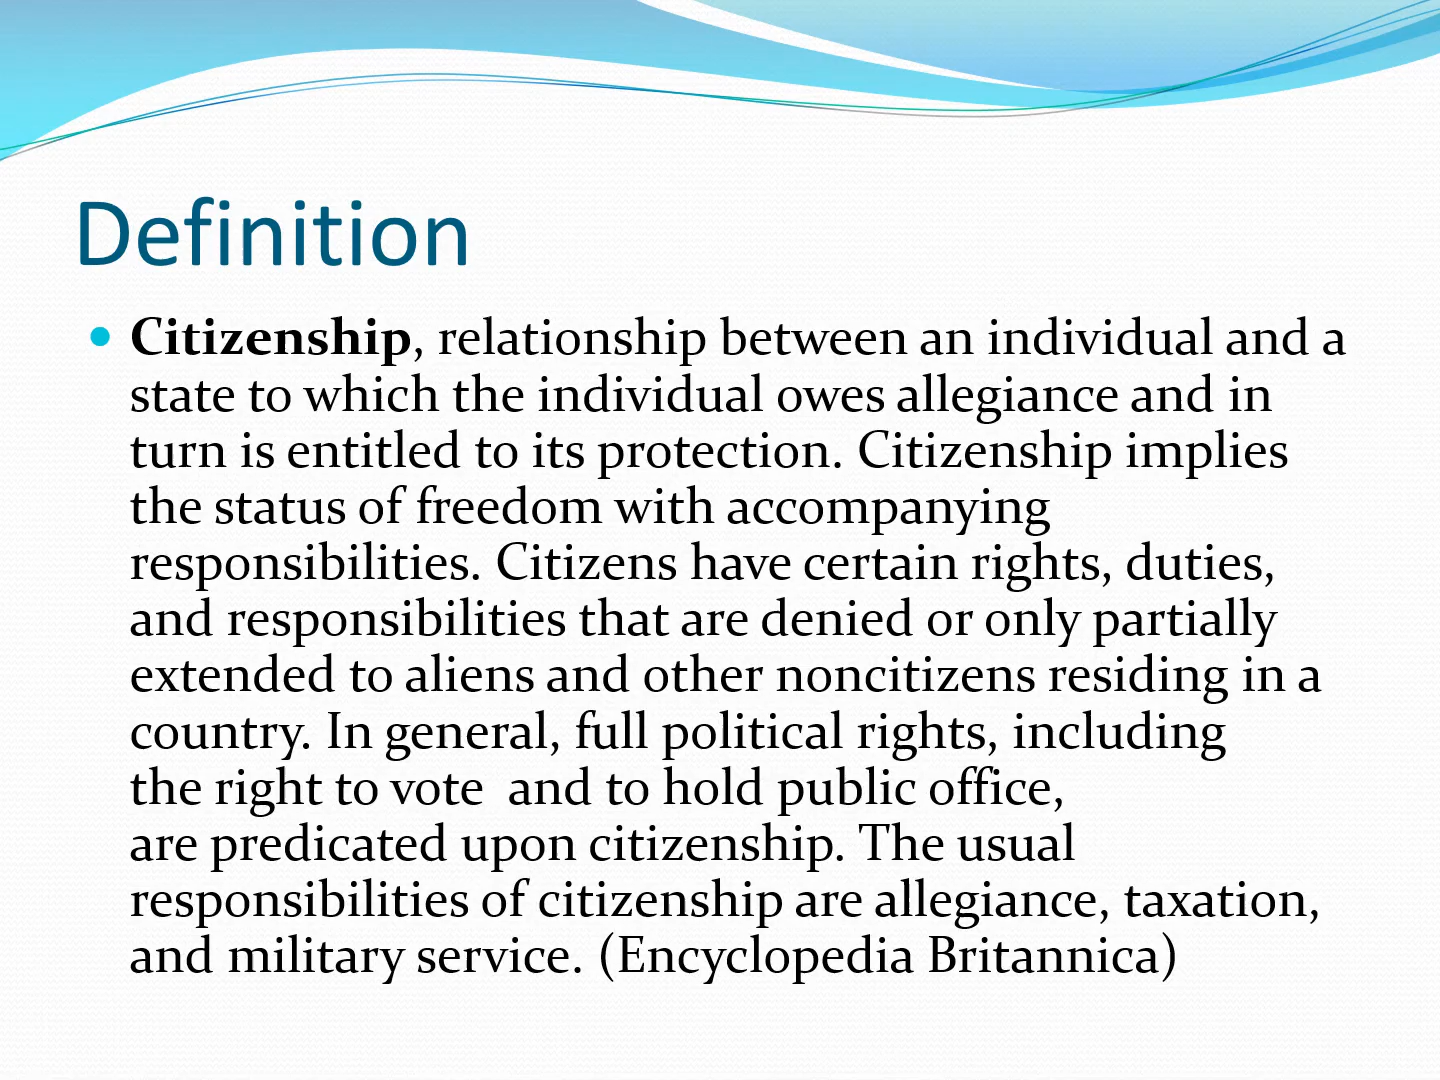 Definition
• Citizenship, relationship between an individual and a
state to which the individual owes allegiance and in
turn is entitled to its protection. Citizenship implies
the status of freedom with accompanying
responsibilities. Citizens have certain rights, duties,
and responsibilities that are denied or only partially
extended to aliens and other noncitizens residing in a
country. In general, full political rights, including
the right to vote  and to hold public office,
are predicated upon citizenship. The usual
responsibilities of citizenship are allegiance, taxation,
and military service. (Encyclopedia Britannica)